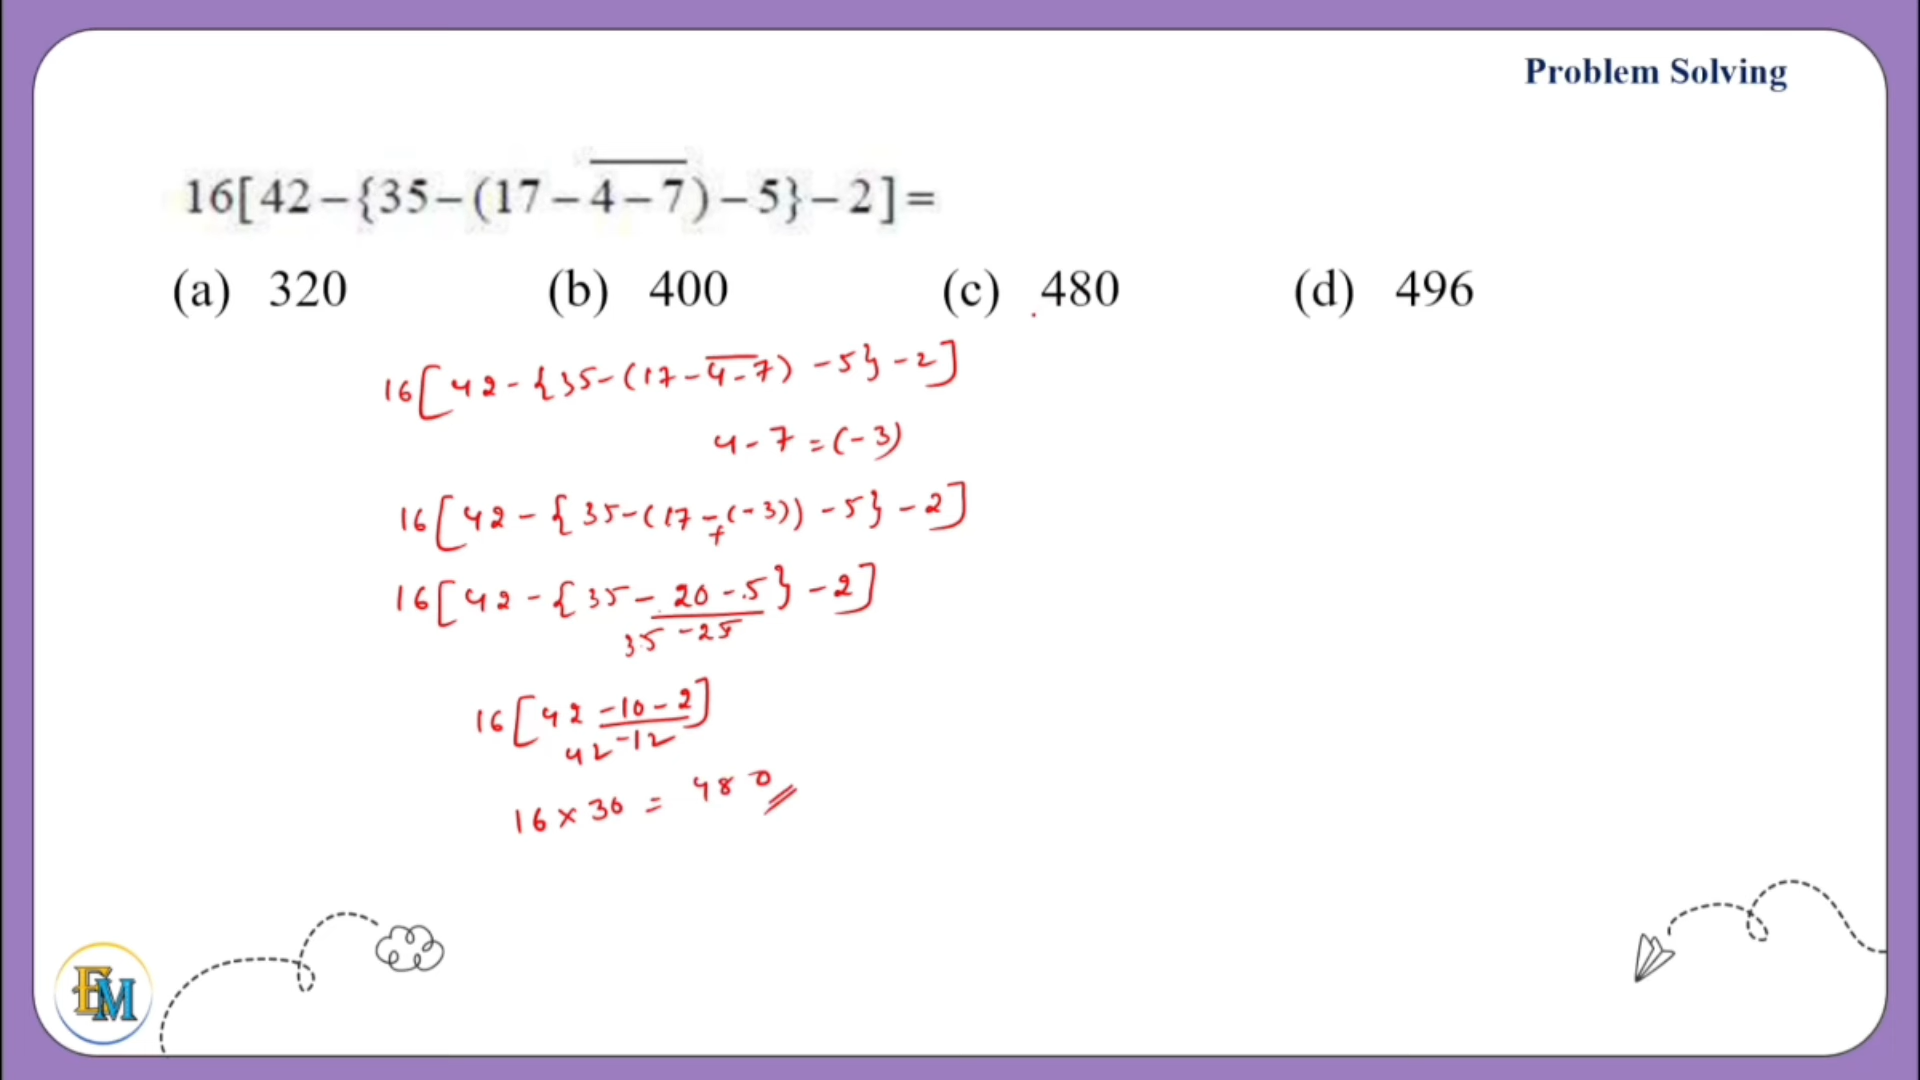 Problem Solving
16[42–{35–(17–4̅ ̅–̅ ̅7̅)–5}–2]=
(a) 320 (b) 400 (c) 480 (d) 496
16[42-{35-(17-4̅-̅7̅)-5}-2]
4-7=(-3)
16[42-{35-(17-(-3))-5}-2]
+
16[42-{35-20-5}-2]
35-25
16[42-10-2]
42-12
16×30=480
EM